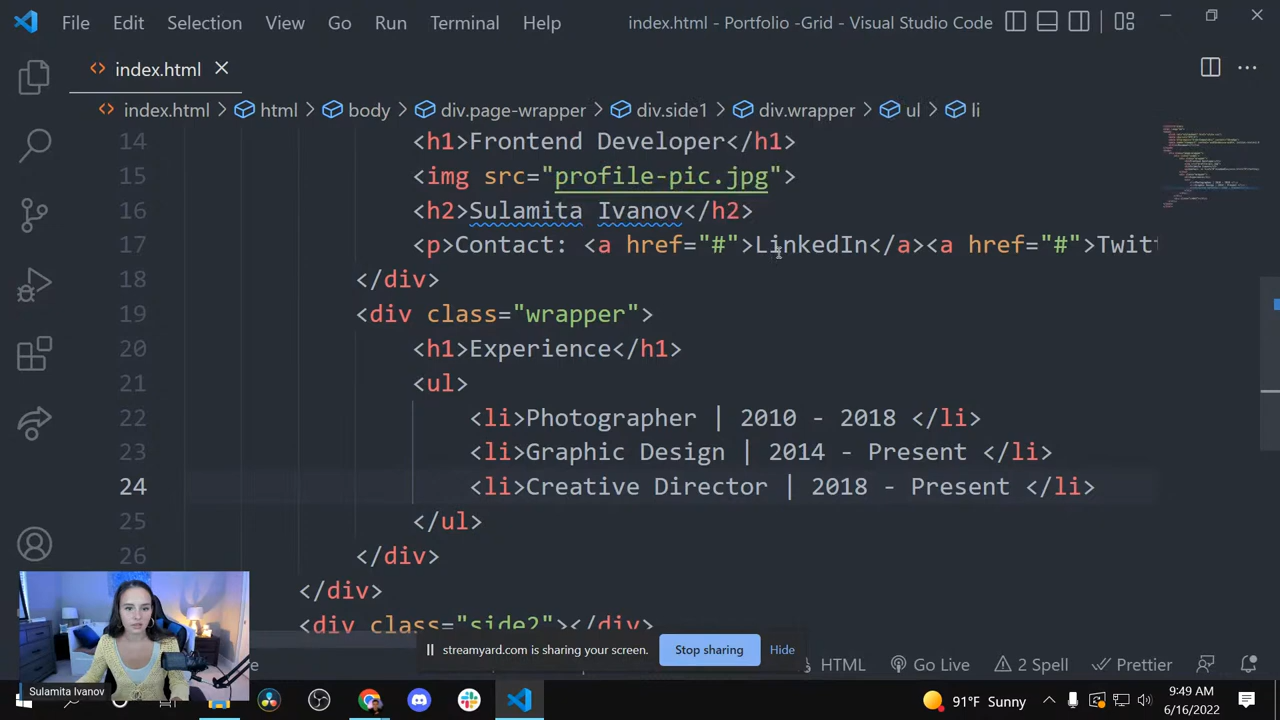 File Edit Selection View Go Run Terminal Help index.html - Portfolio -Grid - Visual Studio Code
index.html
index.html > html > body > div.page-wrapper > div.side1 > div.wrapper > ul > li
14 <h1>Frontend Developer</h1>
15 <img src="profile-pic.jpg">
16 <h2>Sulamita Ivanov</h2>
17 <p>Contact: <a href="#">LinkedIn</a><a href="#">Twitt
18 </div>
19 <div class="wrapper">
20 <h1>Experience</h1>
21 <ul>
22 <li>Photographer | 2010 - 2018 </li>
23 <li>Graphic Design | 2014 - Present </li>
24 <li>Creative Director | 2018 - Present </li>
25 </ul>
26 </div>
</div>
<div class="side2"></div>
streamyard.com is sharing your screen. Stop sharing Hide
HTML Go Live 2 Spell Prettier
Sulamita Ivanov
91°F Sunny
9:49 AM
6/16/2022